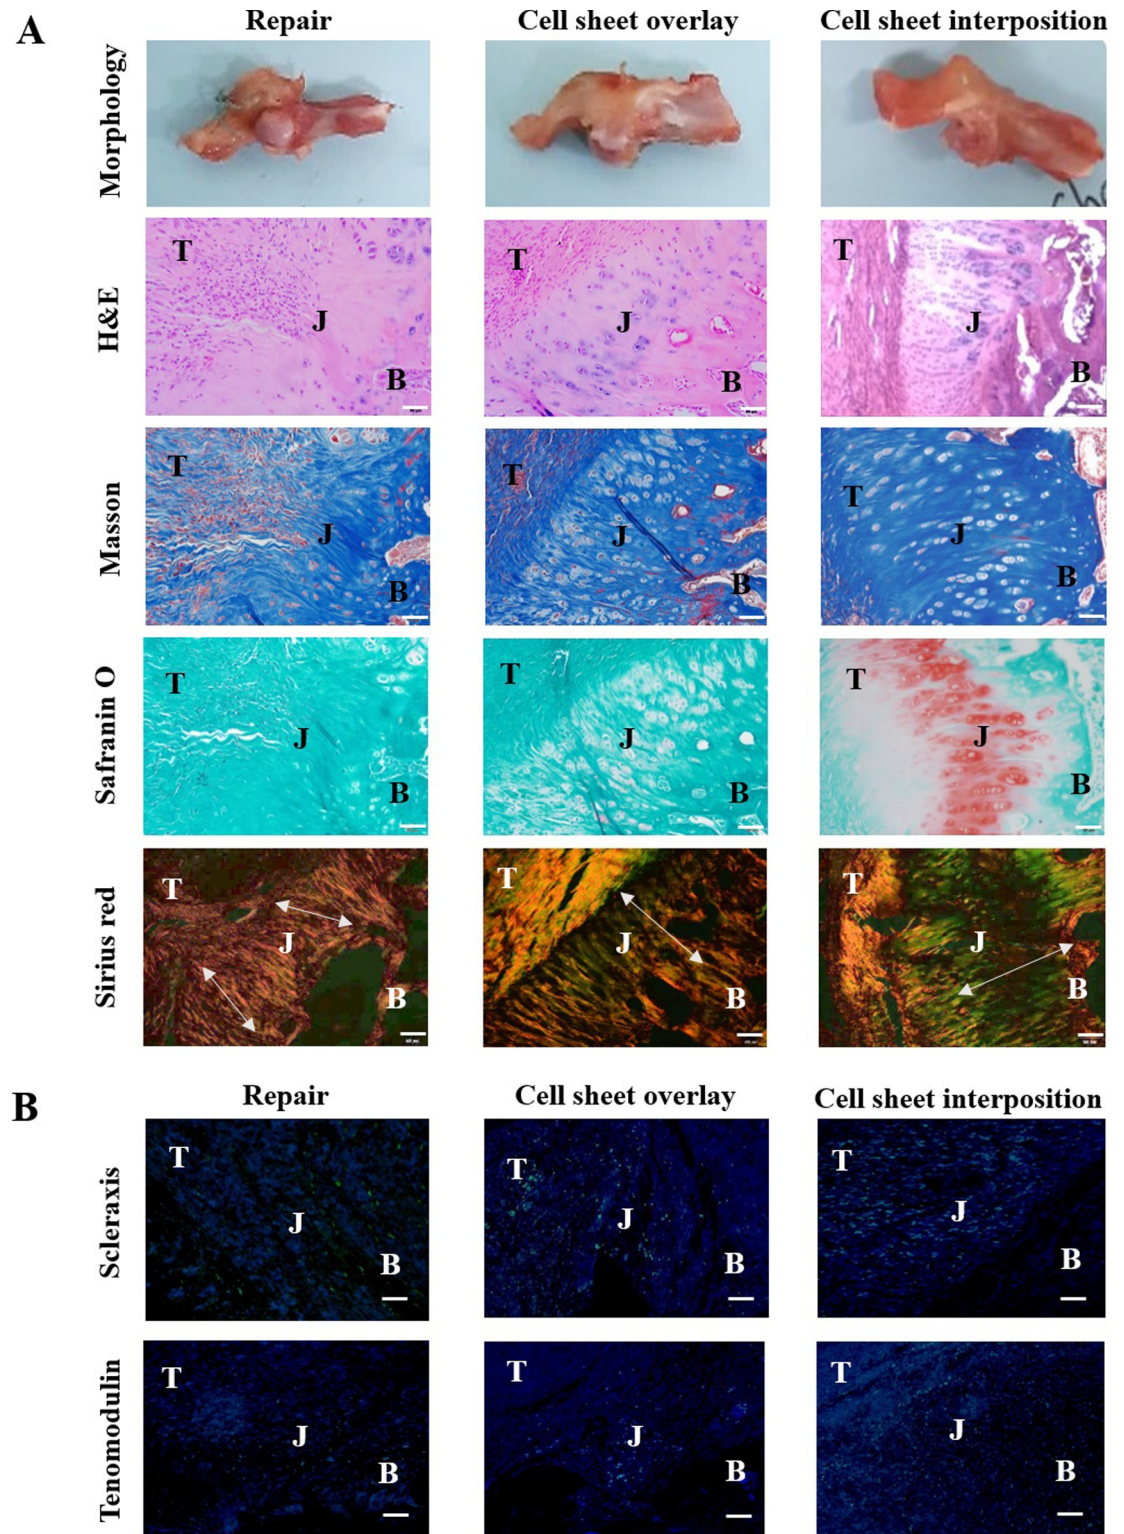 A
Repair
Cell sheet overlay
Cell sheet interposition
Morphology
H&E
T
J
B
T
J
B
T
J
B
Masson
T
J
B
T
J
B
T
J
B
Safranin O
T
J
B
T
J
B
T
J
B
Sirius red
T
J
B
T
J
B
T
J
B
B
Repair
Cell sheet overlay
Cell sheet interposition
Scleraxis
T
J
B
T
J
B
T
J
B
Tenomodulin
T
J
B
T
J
B
T
J
B